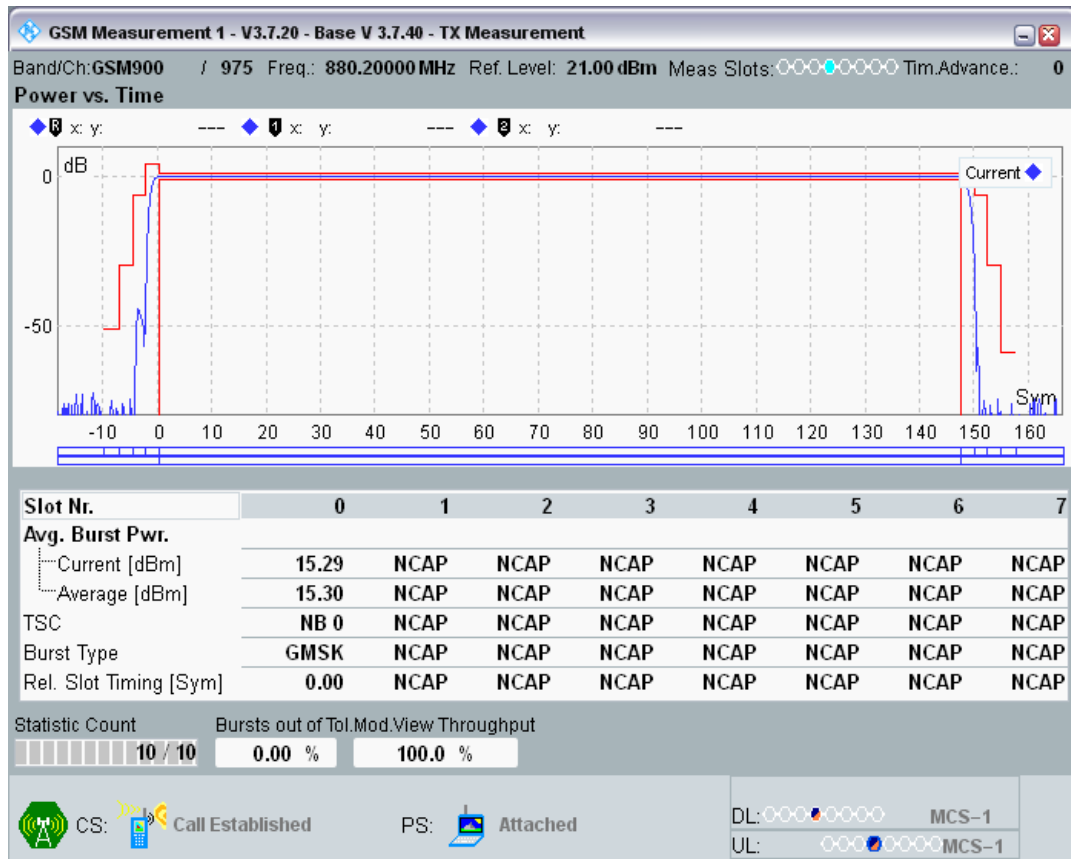 GSM Measurement 1 - V3.7.20 - Base V 3.7.40 - TX Measurement
Band/Ch:GSM900 / 975 Freq.: 880.20000 MHz Ref. Level: 21.00 dBm Meas Slots: Tim.Advance.: 0
Power vs. Time
R x: y: --- 1 x: y: --- 2 x: y: ---
dB
0
Current
-50
Sym
-10 0 10 20 30 40 50 60 70 80 90 100 110 120 130 140 150 160
Slot Nr. 0 1 2 3 4 5 6 7
Avg. Burst Pwr.
Current [dBm] 15.29 NCAP NCAP NCAP NCAP NCAP NCAP NCAP
Average [dBm] 15.30 NCAP NCAP NCAP NCAP NCAP NCAP NCAP
TSC NB 0 NCAP NCAP NCAP NCAP NCAP NCAP NCAP
Burst Type GMSK NCAP NCAP NCAP NCAP NCAP NCAP NCAP
Rel. Slot Timing [Sym] 0.00 NCAP NCAP NCAP NCAP NCAP NCAP NCAP
Statistic Count Bursts out of Tol.Mod.View Throughput
10 / 10 0.00 % 100.0 %
CS: Call Established PS: Attached
DL: MCS-1
UL: MCS-1